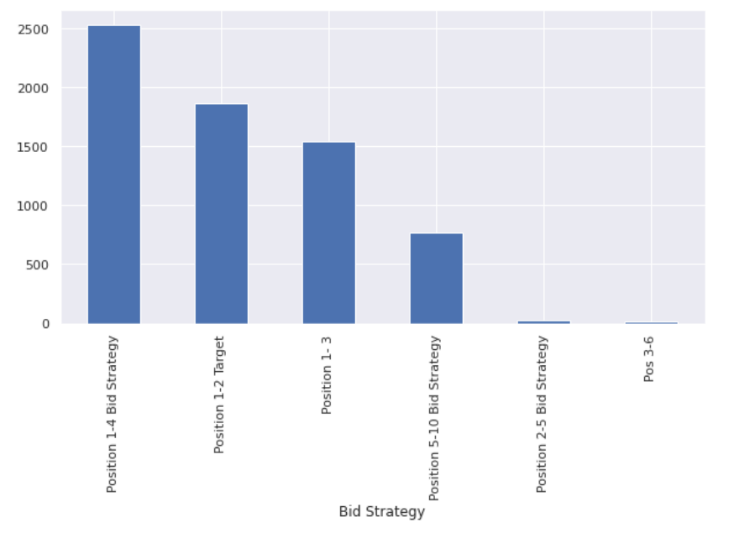 2500
2000
1500
1000
500
0
Position 1-4 Bid Strategy
Position 1-2 Target
Position 1- 3
Position 5-10 Bid Strategy
Position 2-5 Bid Strategy
Pos 3-6
Bid Strategy